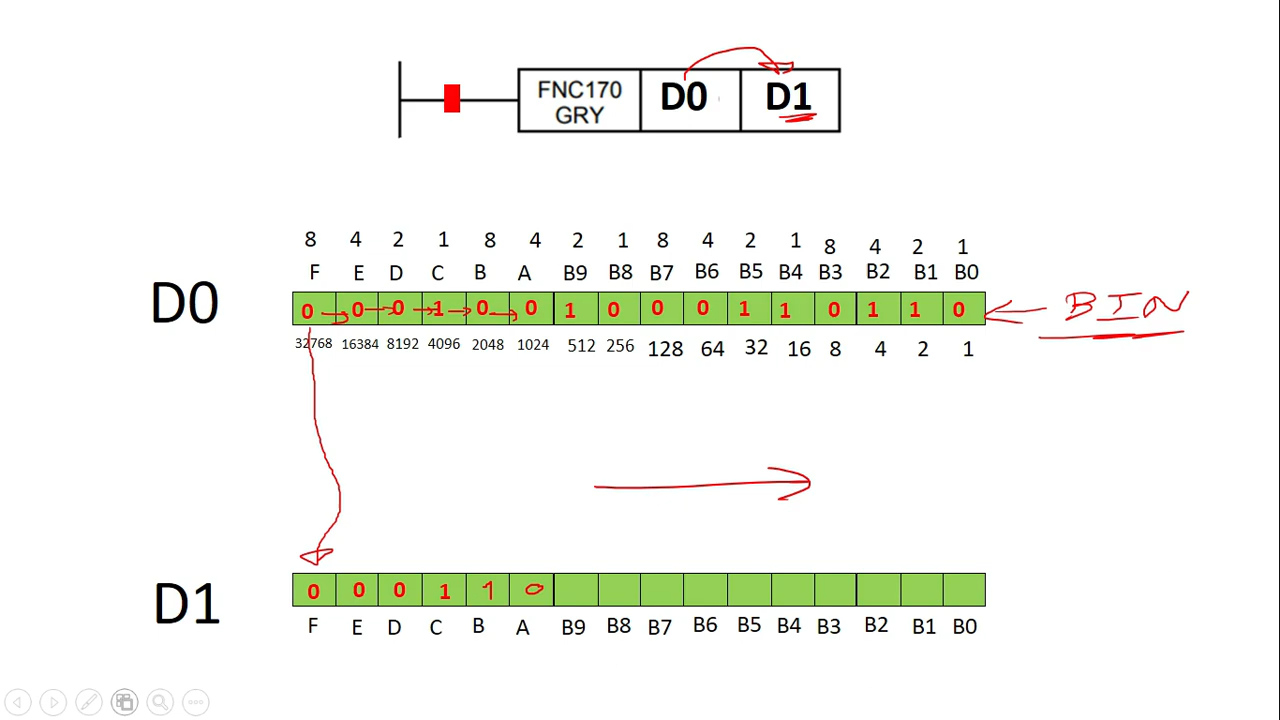 FNC170 D0 D1
GRY
8 4 2 1 8 4 2 1 8 4 2 1 8 4 2 1
F E D C B A B9 B8 B7 B6 B5 B4 B3 B2 B1 B0
D0 0 0 0 1 0 0 1 0 0 0 1 1 0 1 1 0 BIN
32768 16384 8192 4096 2048 1024 512 256 128 64 32 16 8 4 2 1
D1 0 0 0 1 1 0
F E D C B A B9 B8 B7 B6 B5 B4 B3 B2 B1 B0